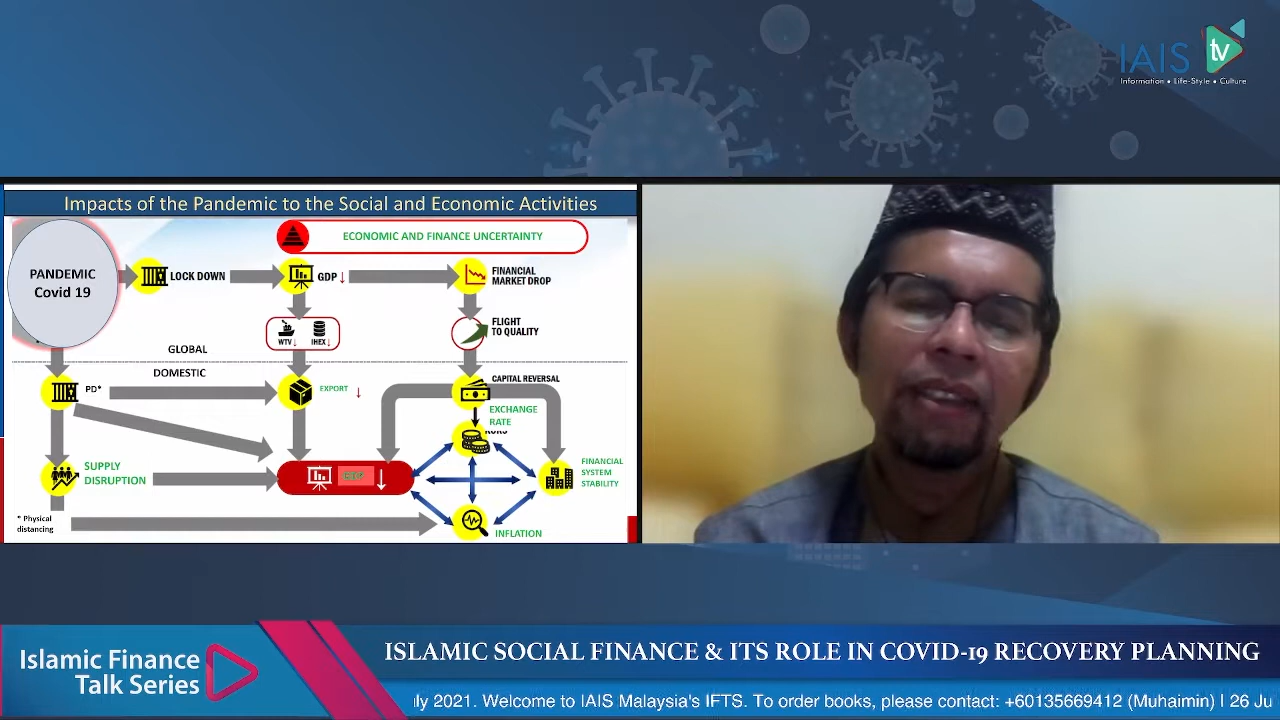 IAIS tv
Information • Life-Style • Culture
Impacts of the Pandemic to the Social and Economic Activities
ECONOMIC AND FINANCE UNCERTAINTY
PANDEMIC
Covid 19
LOCK DOWN
GDP ↓
FINANCIAL
MARKET DROP
WTV↓
IHEX↓
FLIGHT
TO QUALITY
GLOBAL
DOMESTIC
PD*
EXPORT ↓
CAPITAL REVERSAL
EXCHANGE
RATE
SUPPLY
DISRUPTION
FINANCIAL
SYSTEM
STABILITY
* Physical
distancing
INFLATION
Islamic Finance
Talk Series
ISLAMIC SOCIAL FINANCE & ITS ROLE IN COVID-19 RECOVERY PLANNING
ly 2021. Welcome to IAIS Malaysia's IFTS. To order books, please contact: +60135669412 (Muhaimin) | 26 Ju